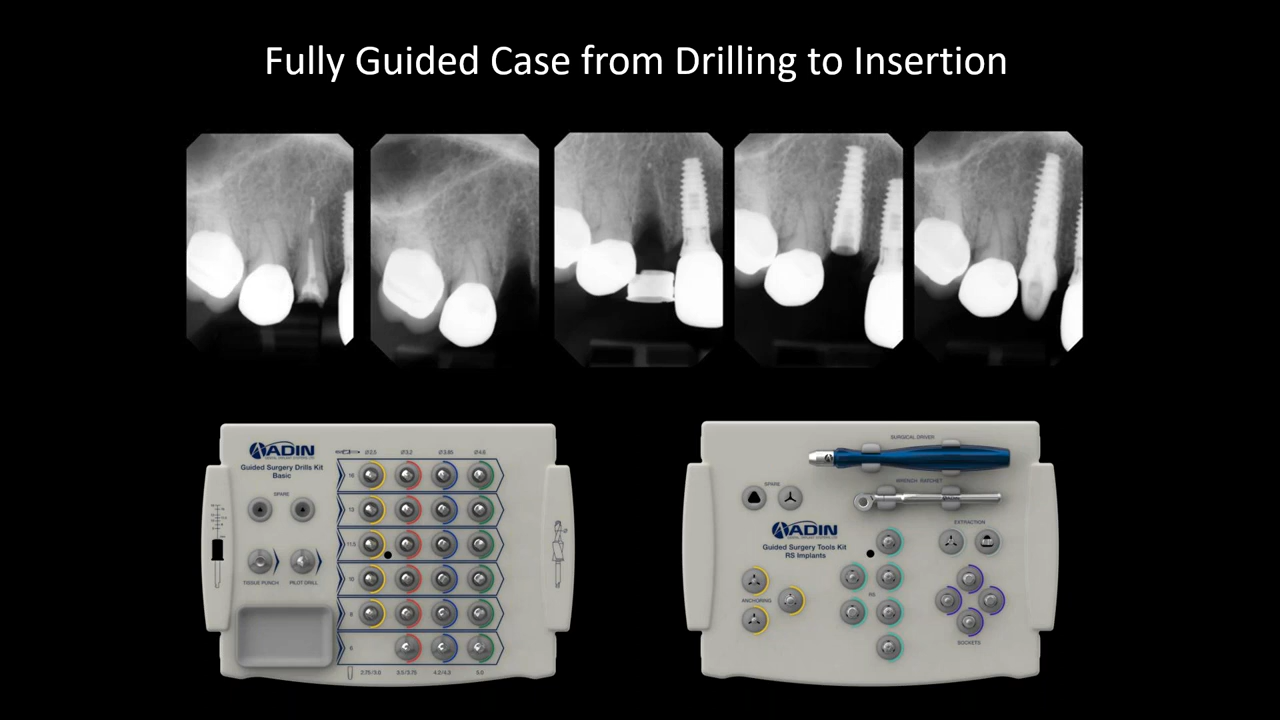 Fully Guided Case from Drilling to Insertion
ADIN
Guided Surgery Drills Kit
Basic
SPARE
TISSUE PUNCH
PILOT DRILL
Ø2.5 Ø3.2 Ø3.65 Ø4.6
16
13
11.5
10
8
6
2.75/3.0 3.5/3.75 4.2/4.3 5.0
SURGICAL DRIVER
WRENCH RATCHET
SPARE
ADIN
Guided Surgery Tools Kit
RS Implants
EXTRACTION
ANCHORING
RS
SOCKETS